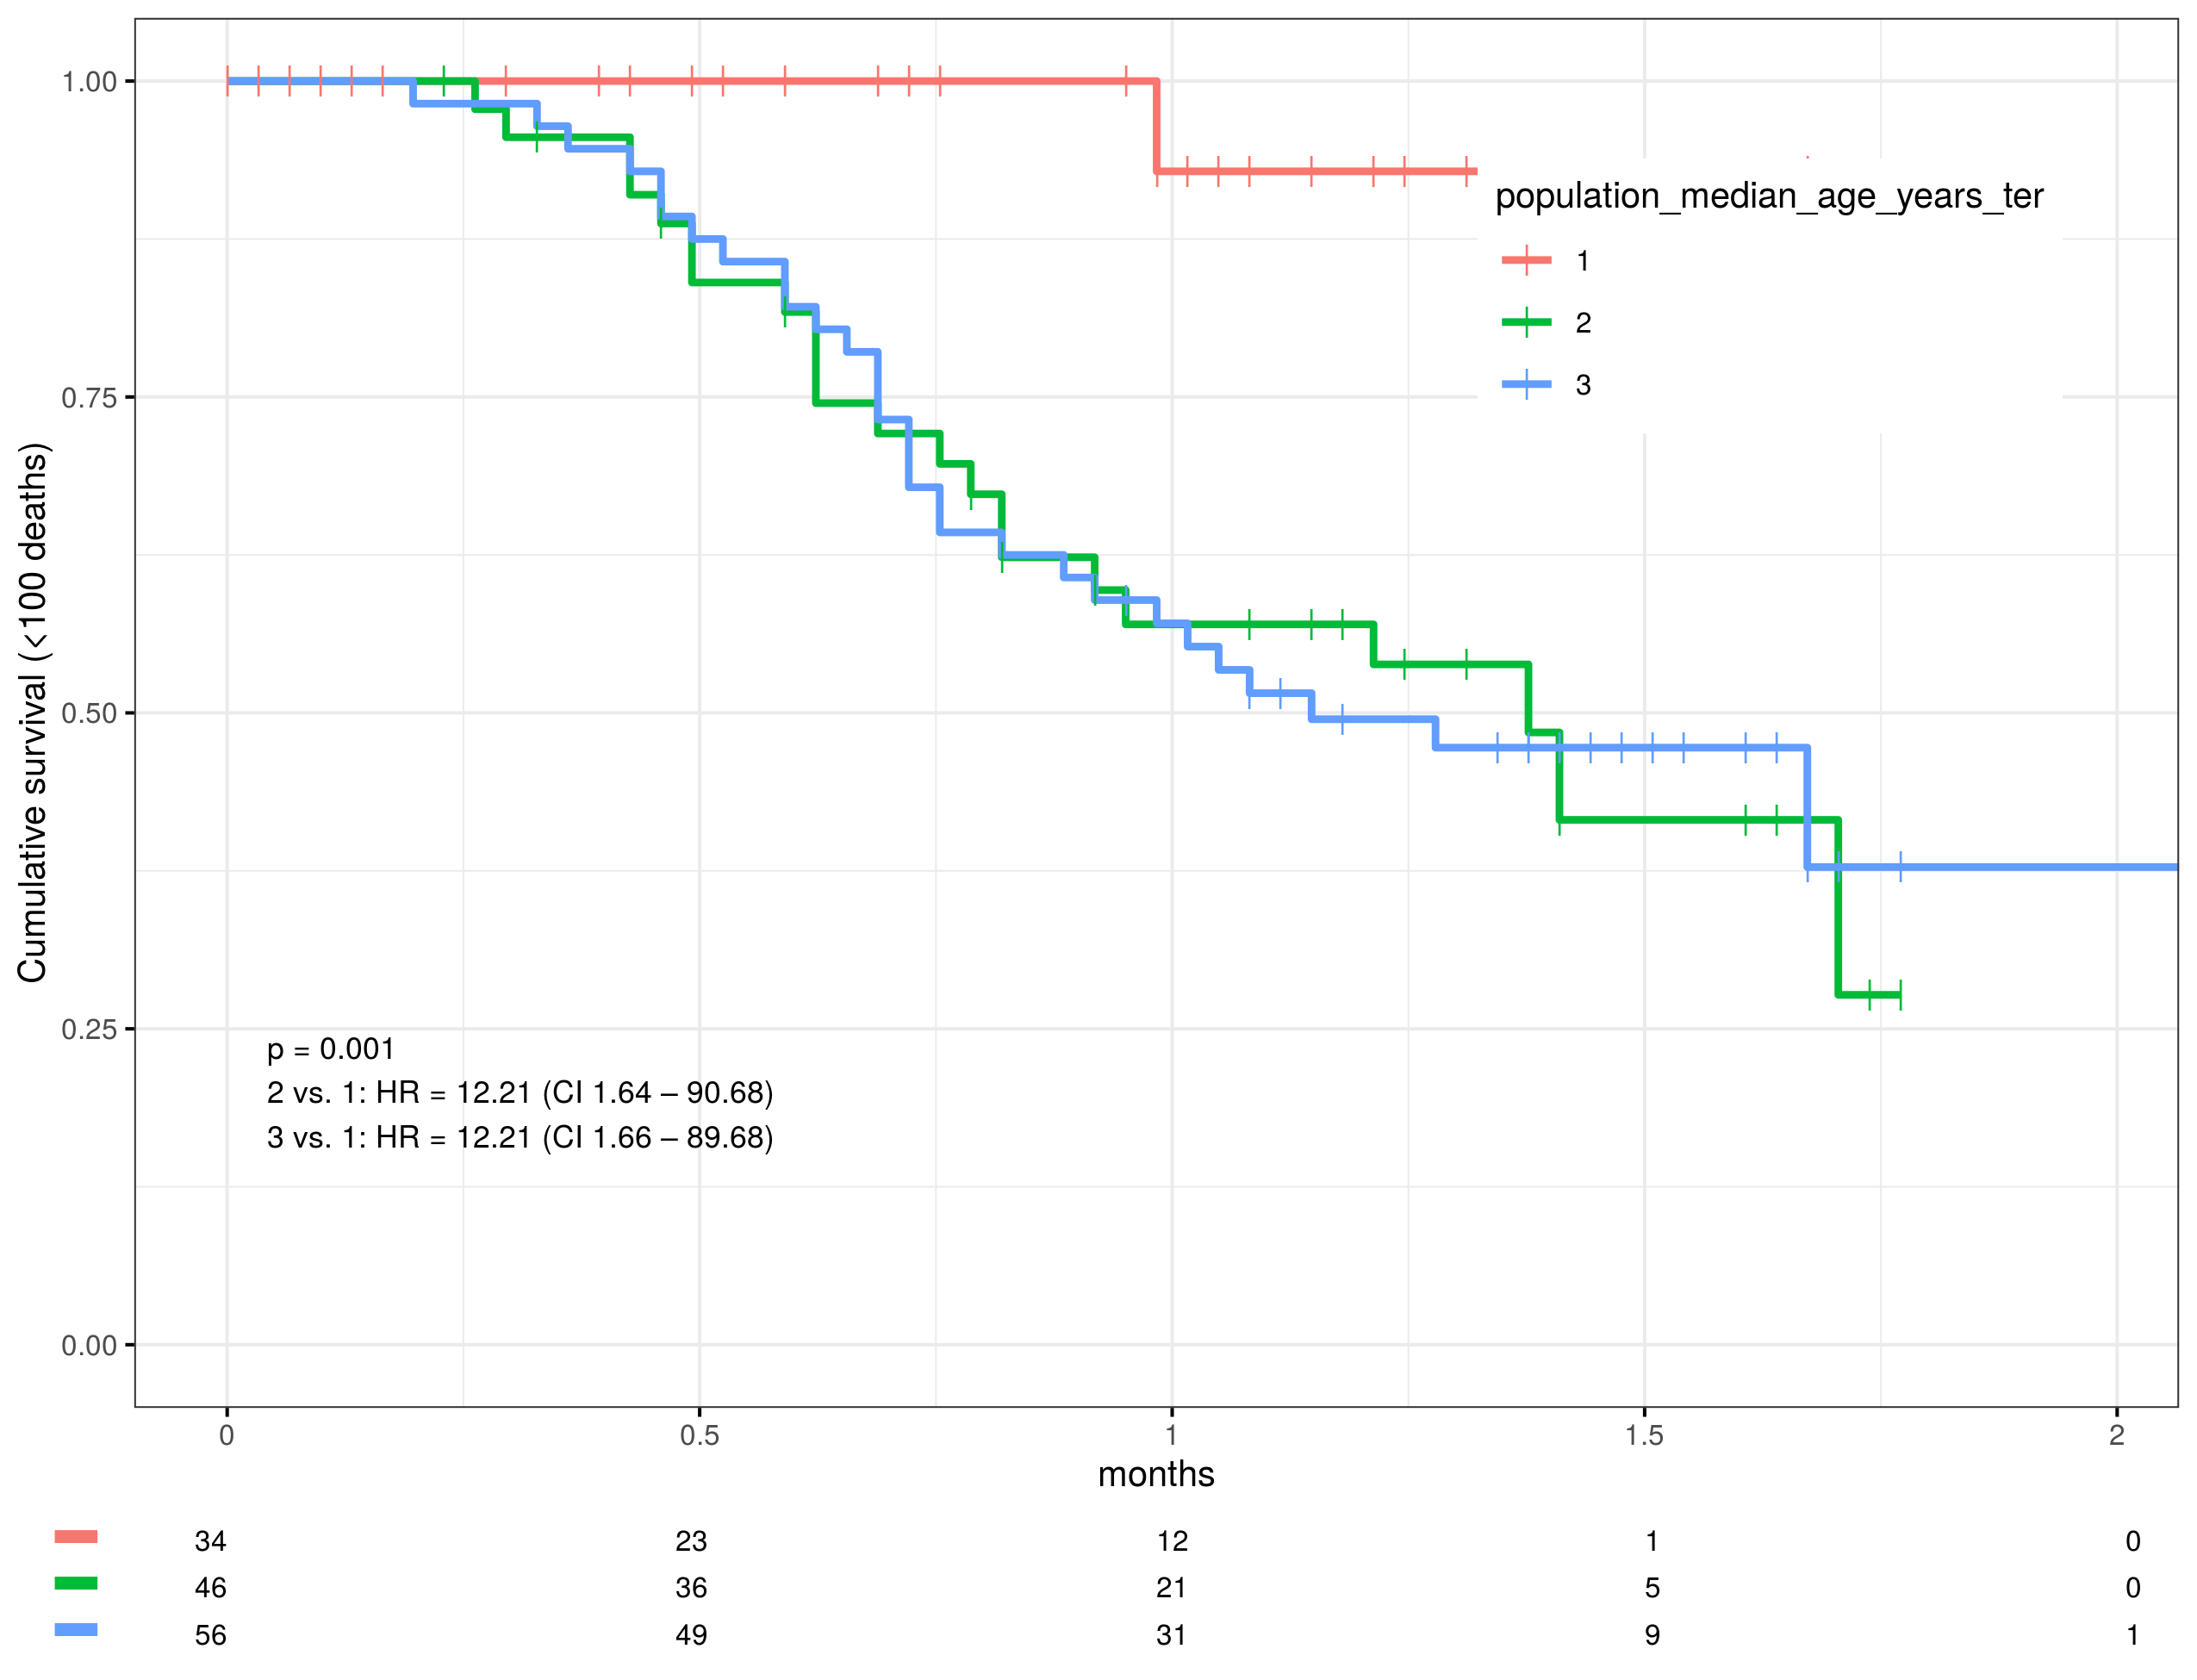 Cumulative survival (<100 deaths)
1.00
0.75
0.50
0.25
0.00
population_median_age_years_ter
1
2
3
p = 0.001
2 vs. 1: HR = 12.21 (CI 1.64 – 90.68)
3 vs. 1: HR = 12.21 (CI 1.66 – 89.68)
0 0.5 1 1.5 2
months
34 23 12 1 0
46 36 21 5 0
56 49 31 9 1